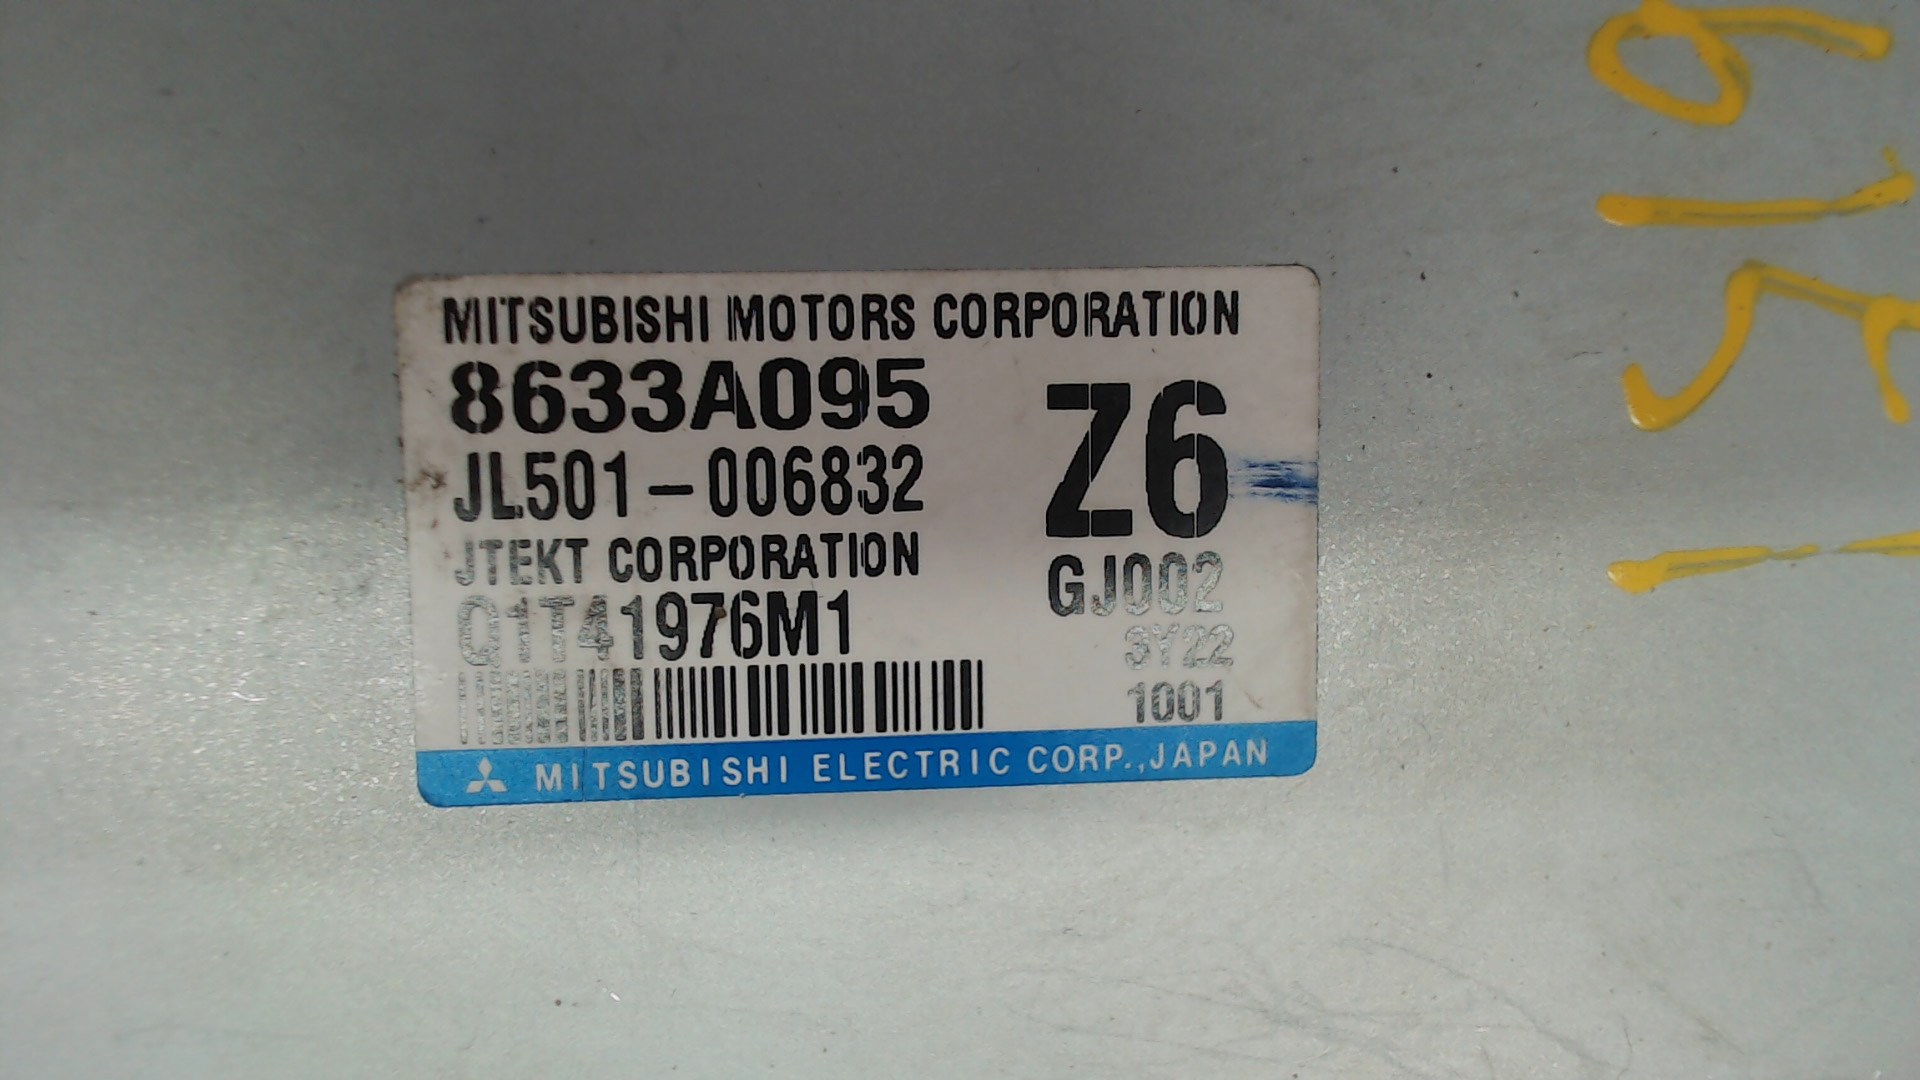 MITSUBISHI MOTORS CORPORATION
8633A095
Z6
JL501-006832
JTEKT CORPORATION
GJ002
Q1T41976M1
3Y22
1001
MITSUBISHI ELECTRIC CORP., JAPAN